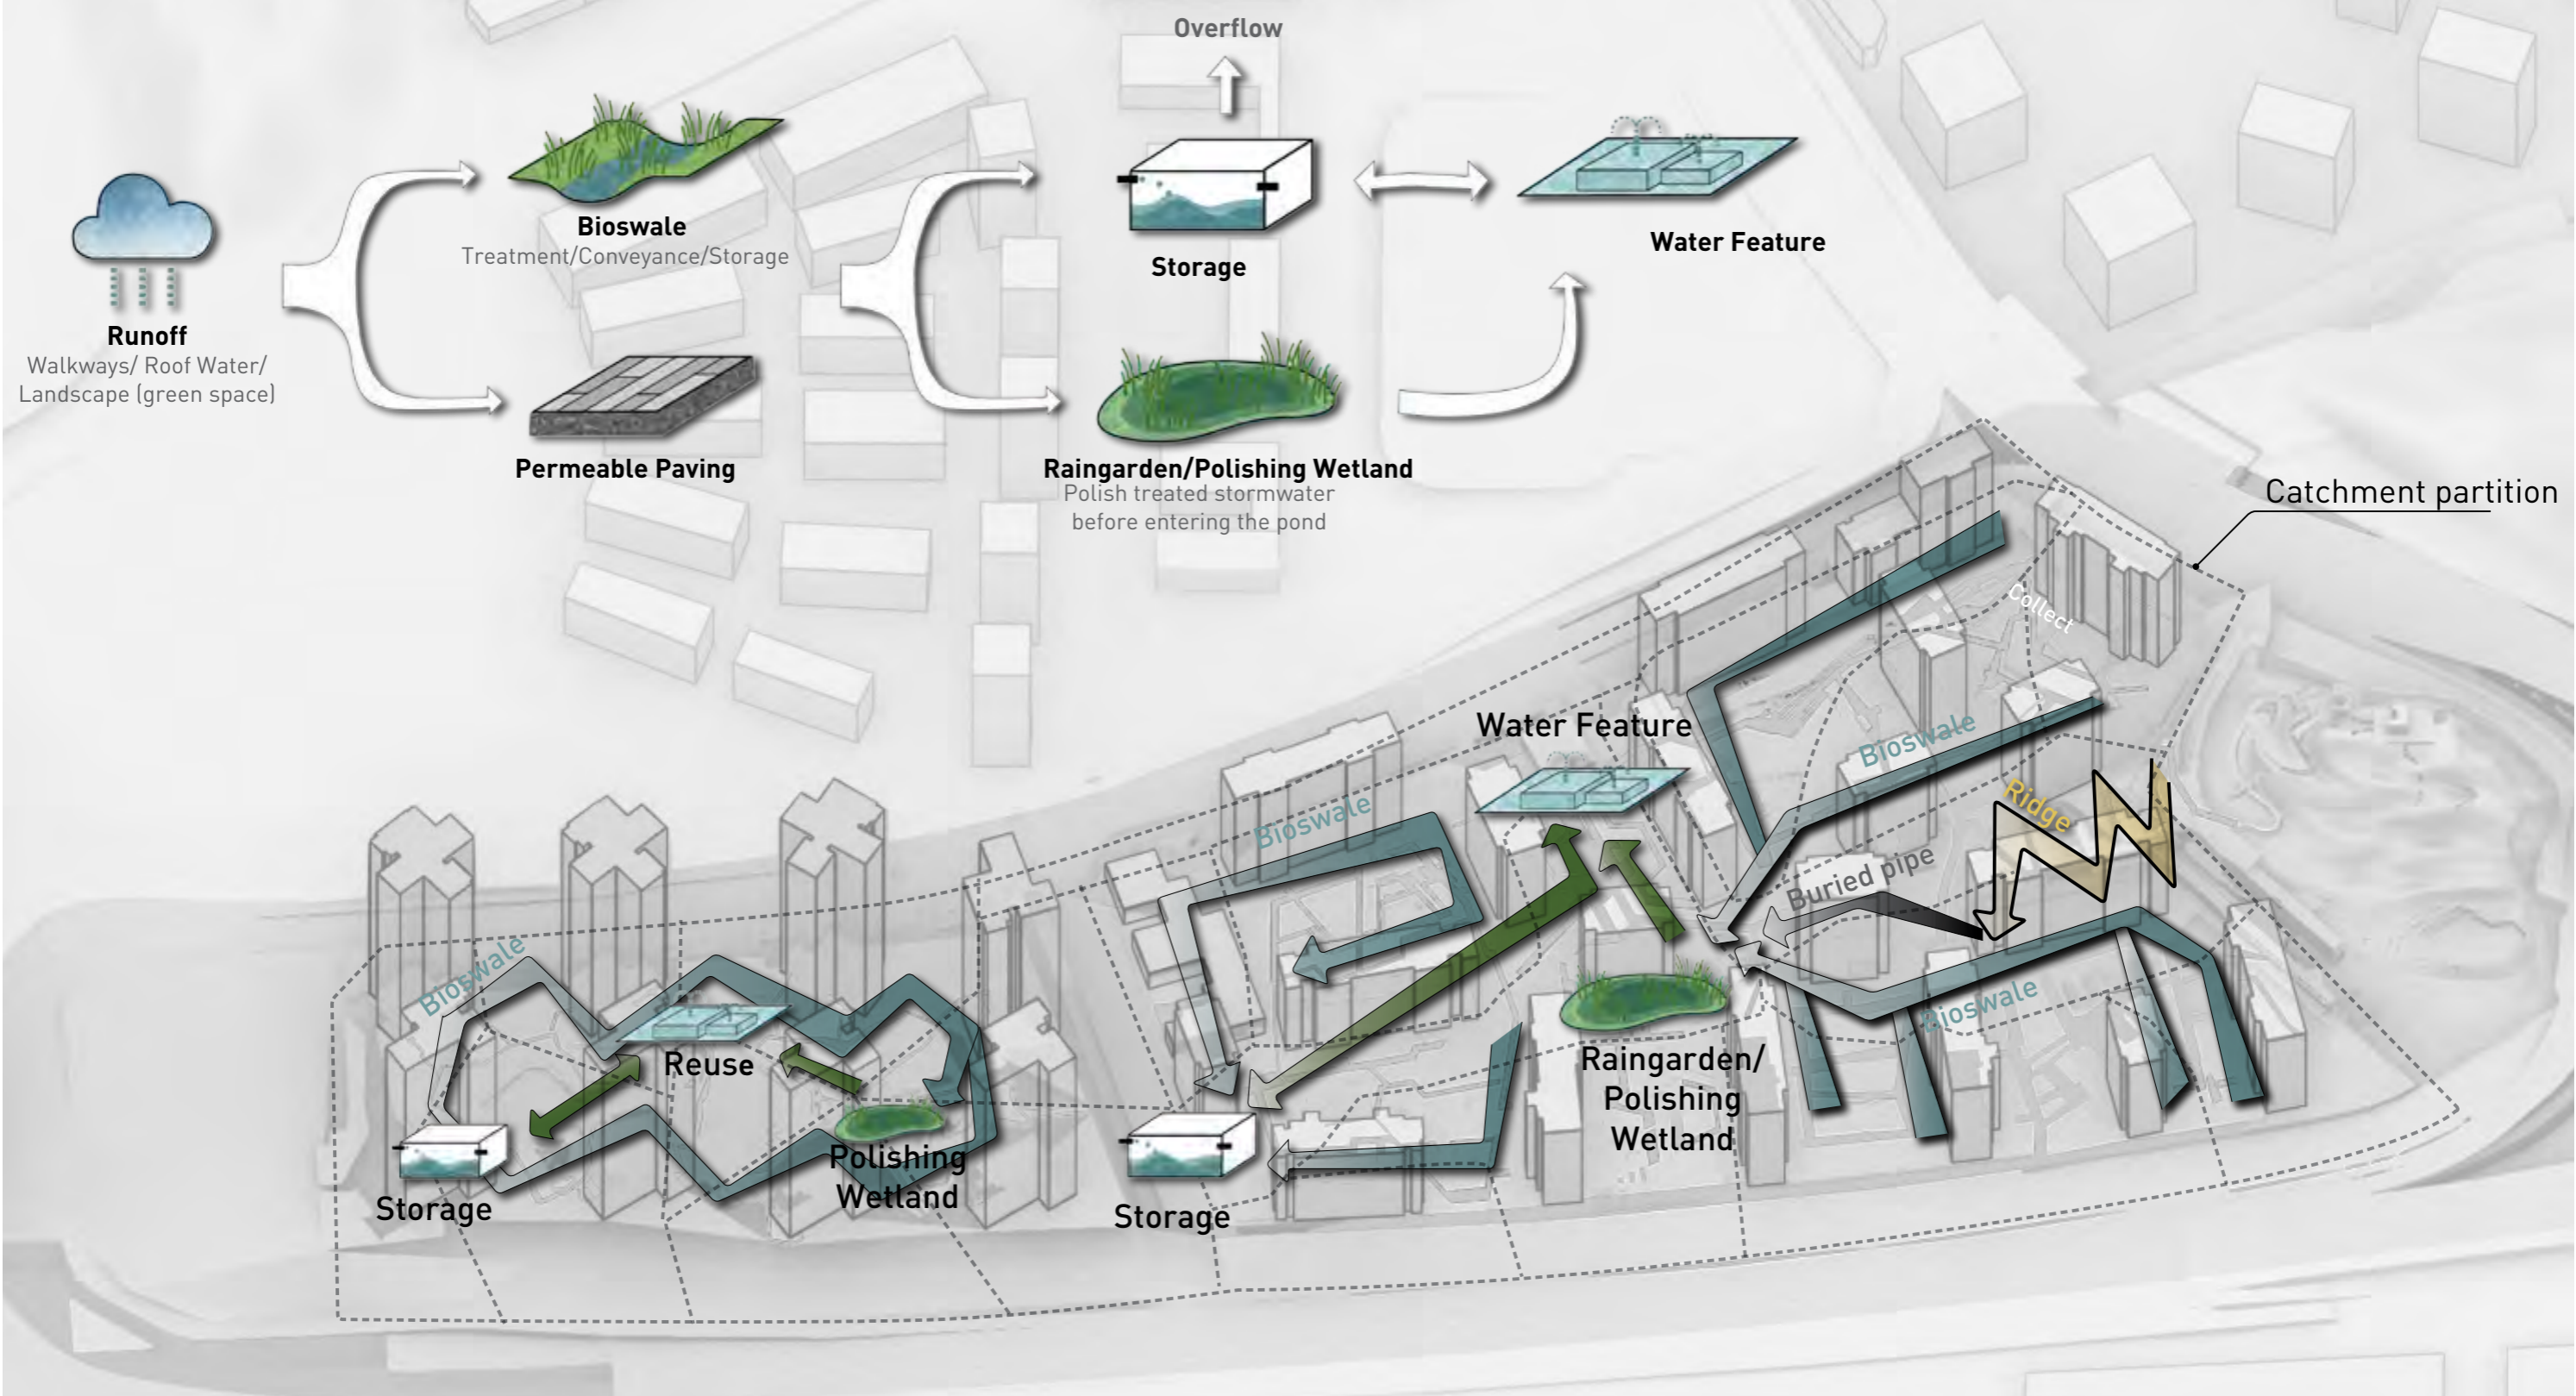 Overflow
Bioswale
Treatment/Conveyance/Storage
Storage
Water Feature
Runoff
Walkways/ Roof Water/
Landscape (green space)
Permeable Paving
Raingarden/Polishing Wetland
Polish treated stormwater
before entering the pond
Catchment partition
Collect
Water Feature
Bioswale
Ridge
Bioswale
Buried pipe
Bioswale
Bioswale
Reuse
Raingarden/
Polishing
Wetland
Polishing
Wetland
Storage
Storage